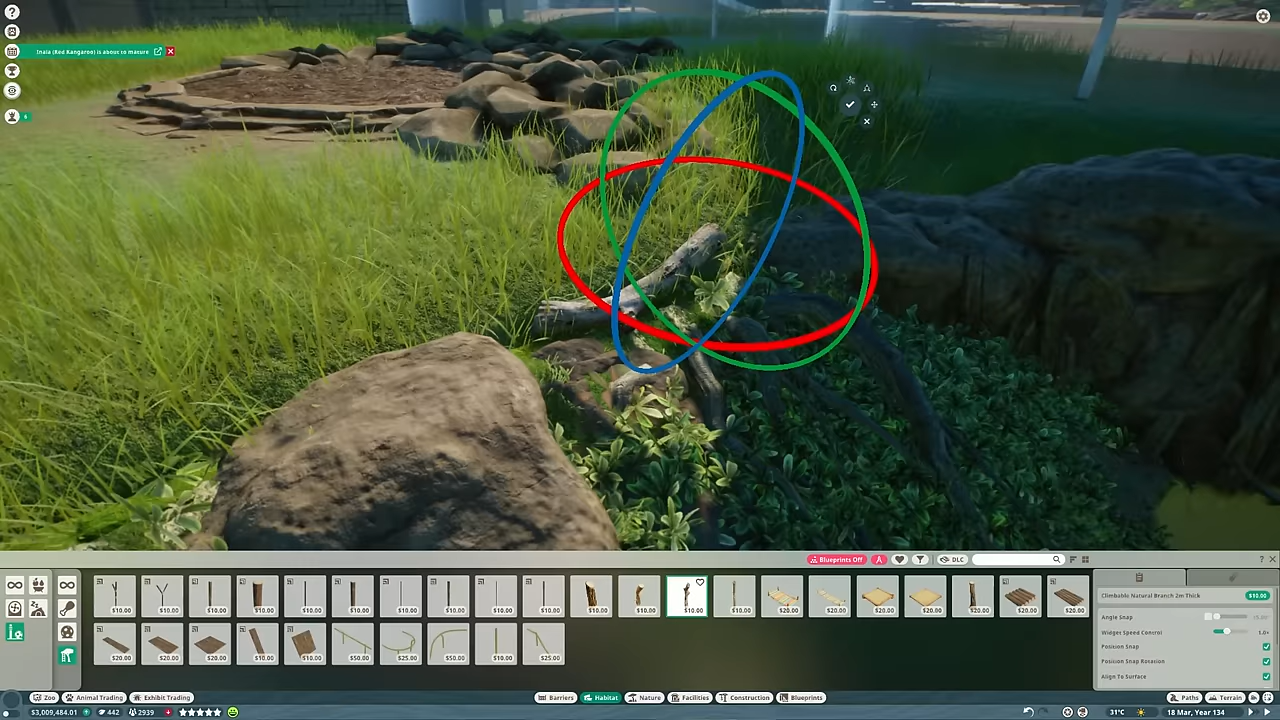 Inala (Red Kangaroo) is about to mature
6
Blueprints Off
DLC
$10.00 $10.00 $10.00 $10.00 $10.00 $10.00 $10.00 $10.00 $10.00 $10.00 $10.00 $10.00 $10.00 $10.00 $20.00 $20.00 $20.00 $20.00 $20.00 $20.00 $20.00
$20.00 $20.00 $20.00 $10.00 $10.00 $50.00 $25.00 $50.00 $10.00 $25.00
Climbable Natural Branch 2m Thick $10.00
Angle Snap
Widget Speed Control 1.0×
Position Snap
Position Snap Rotation
Align To Surface
Zoo Animal Trading Exhibit Trading Barriers Habitat Nature Facilities Construction Blueprints Paths Terrain
$3,009,484.01 442 2939 31°C 18 Mar, Year 134